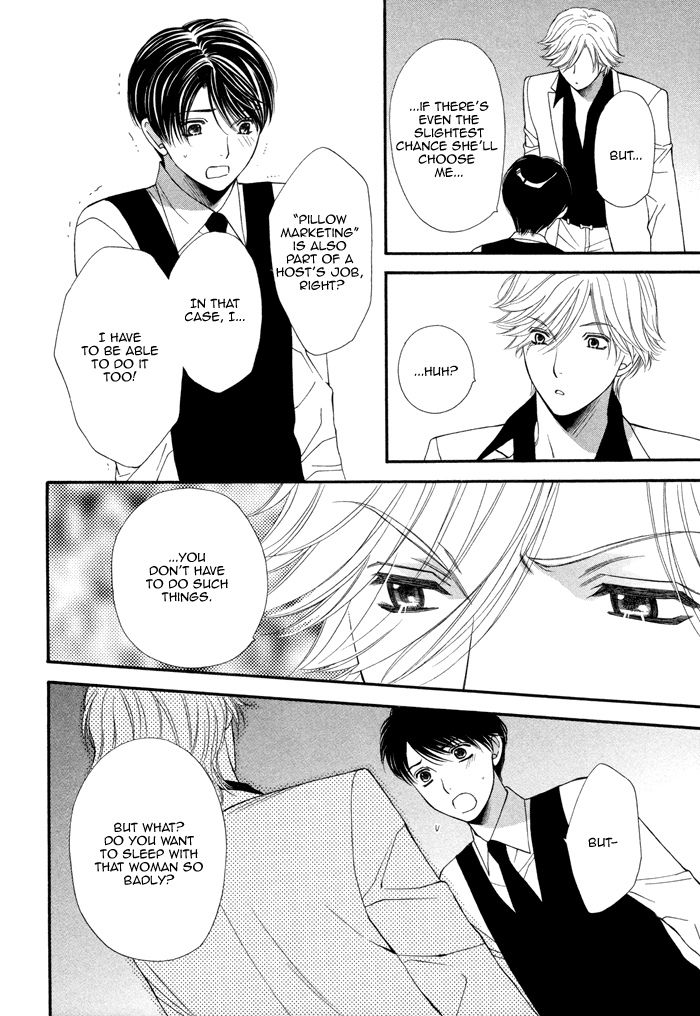 BUT...
...IF THERE'S
EVEN THE
SLIGHTEST
CHANCE SHE'LL
CHOOSE
ME...
"PILLOW
MARKETING"
IS ALSO
PART OF A
HOST'S JOB,
RIGHT?
IN THAT
CASE, I...
I HAVE
TO BE ABLE
TO DO IT
TOO!
...HUH?
...YOU
DON'T HAVE
TO DO SUCH
THINGS.
BUT-
BUT WHAT?
DO YOU WANT
TO SLEEP WITH
THAT WOMAN SO
BADLY?